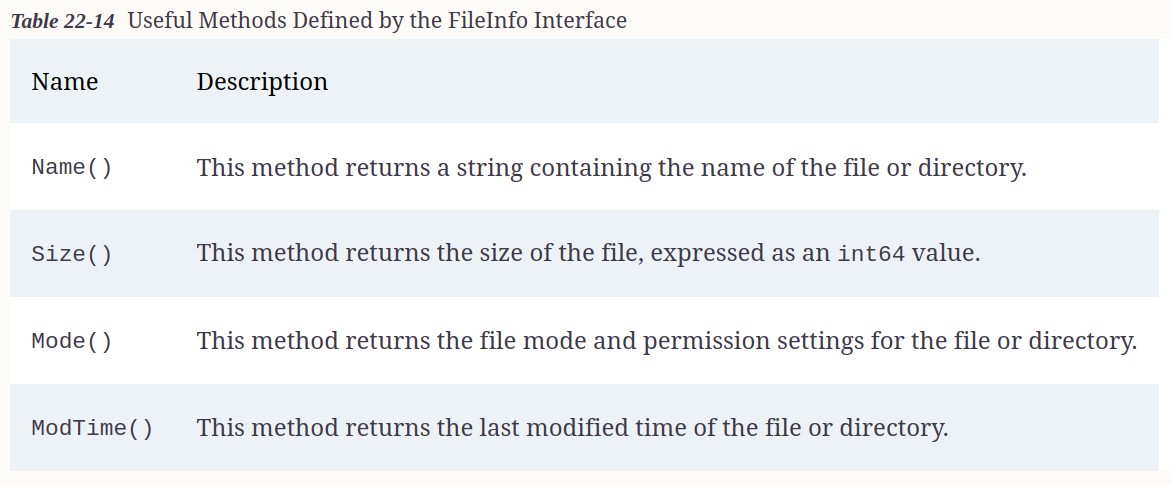 Table 22-14 Useful Methods Defined by the FileInfo Interface
Name Description
Name() This method returns a string containing the name of the file or directory.
Size() This method returns the size of the file, expressed as an int64 value.
Mode() This method returns the file mode and permission settings for the file or directory.
ModTime() This method returns the last modified time of the file or directory.